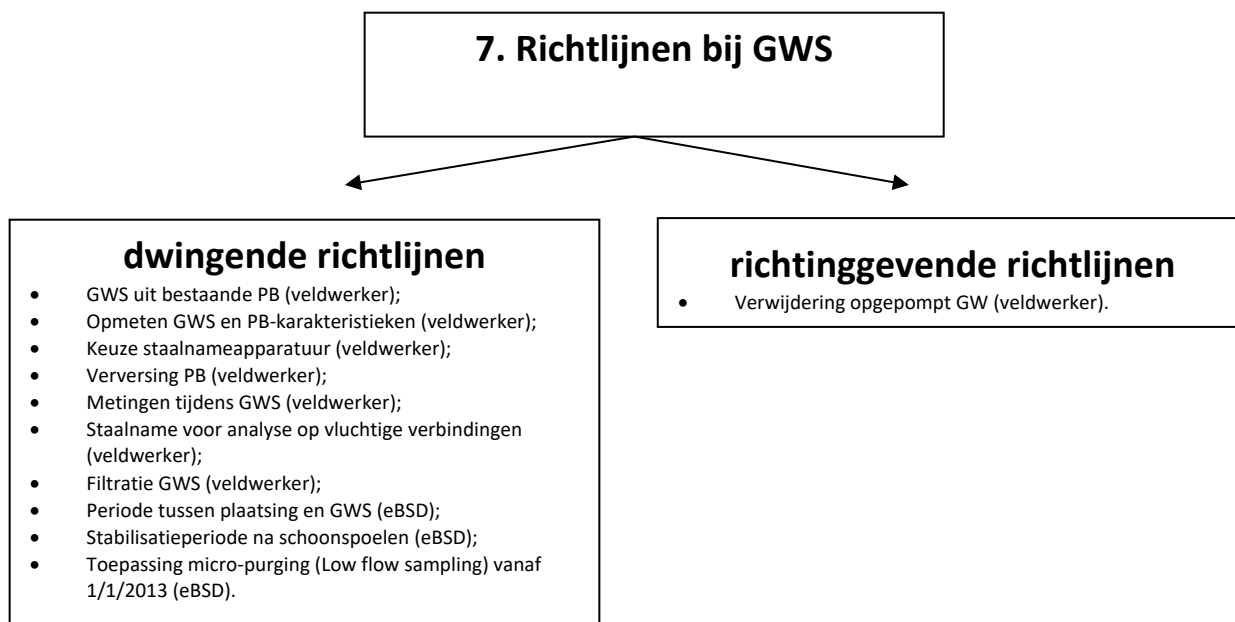 7. Richtlijnen bij GWS
dwingende richtlijnen
• GWS uit bestaande PB (veldwerker);
• Opmeten GWS en PB-karakteristieken (veldwerker);
• Keuze staalnameapparatuur (veldwerker);
• Verversing PB (veldwerker);
• Metingen tijdens GWS (veldwerker);
• Staalname voor analyse op vluchtige verbindingen
(veldwerker);
• Filtratie GWS (veldwerker);
• Periode tussen plaatsing en GWS (eBSD);
• Stabilisatieperiode na schoonspoelen (eBSD);
• Toepassing micro-purging (Low flow sampling) vanaf
1/1/2013 (eBSD).
richtinggevende richtlijnen
• Verwijdering opgepompt GW (veldwerker).